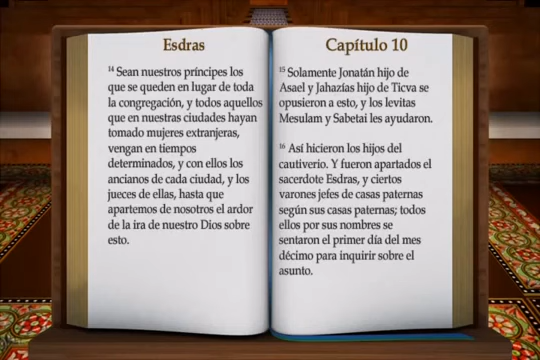 Esdras
14 Sean nuestros príncipes los
que se queden en lugar de toda
la congregación, y todos aquellos
que en nuestras ciudades hayan
tomado mujeres extranjeras,
vengan en tiempos
determinados, y con ellos los
ancianos de cada ciudad, y los
jueces de ellas, hasta que
apartemos de nosotros el ardor
de la ira de nuestro Dios sobre
esto.
Capítulo 10
15 Solamente Jonatán hijo de
Asael y Jahazías hijo de Ticva se
opusieron a esto, y los levitas
Mesulam y Sabetai les ayudaron.
16 Así hicieron los hijos del
cautiverio. Y fueron apartados el
sacerdote Esdras, y ciertos
varones jefes de casas paternas
según sus casas paternas; todos
ellos por sus nombres se
sentaron el primer día del mes
décimo para inquirir sobre el
asunto.